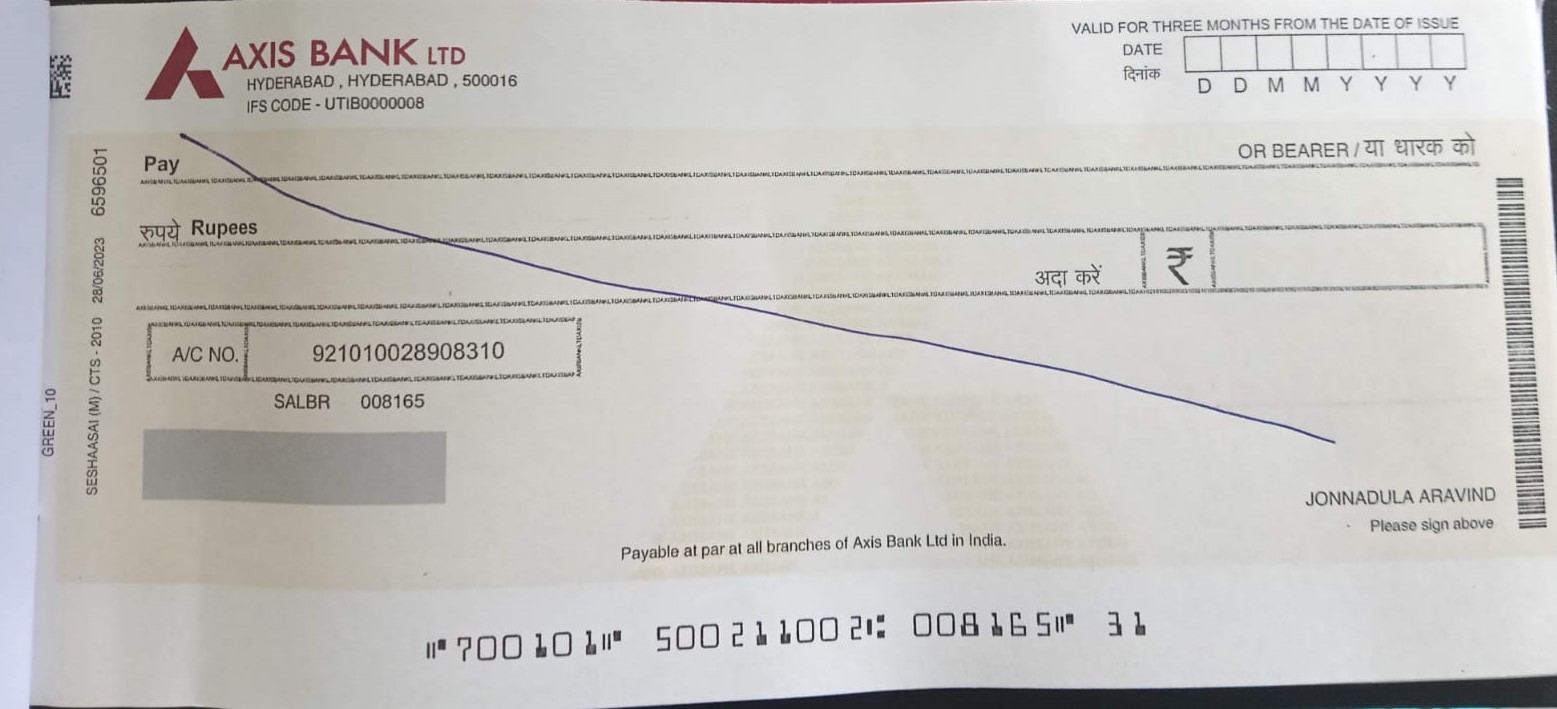 AXIS BANK LTD
HYDERABAD , HYDERABAD , 500016
IFS CODE - UTIB0000008
VALID FOR THREE MONTHS FROM THE DATE OF ISSUE
DATE
दिनांक
D D M M Y Y Y Y
Pay
OR BEARER / या धारक को
रुपये Rupees
अदा करें
₹
A/C NO. 921010028908310
SALBR 008165
JONNADULA ARAVIND
Please sign above
Payable at par at all branches of Axis Bank Ltd in India.
⑈700101⑈ 500211002⑆ 008165⑈ 31
SESHAASAI (M) / CTS - 2010 28/06/2023 6596501
GREEN_10